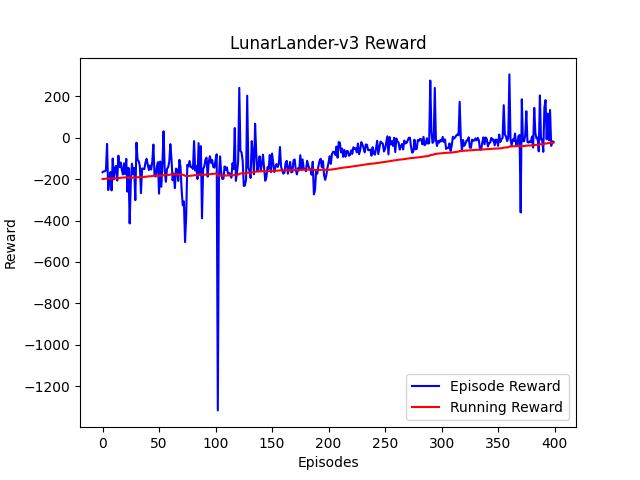 LunarLander-v3 Reward
Reward
200
0
−200
−400
−600
−800
−1000
−1200
0 50 100 150 200 250 300 350 400
Episodes
Episode Reward
Running Reward